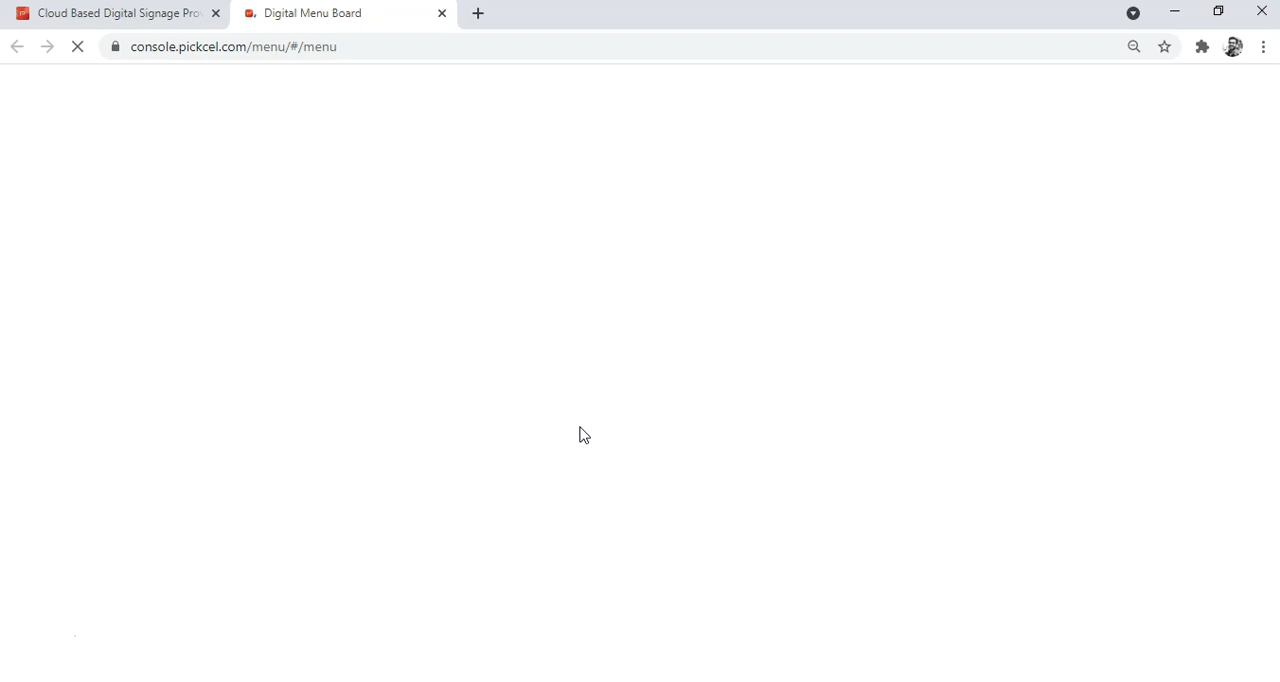 Cloud Based Digital Signage Pro
Digital Menu Board
console.pickcel.com/menu/#/menu